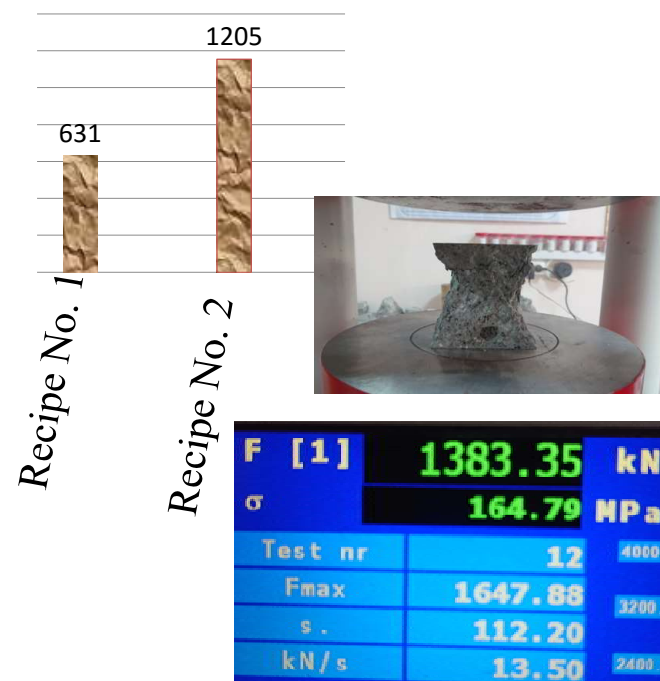 1205
631
Recipe No. 1
Recipe No. 2
F [1] 1383.35 kN
σ 164.79 MPa
Test nr 12 4000
Fmax 1647.88 3200
s. 112.20
kN/s 13.50 2400